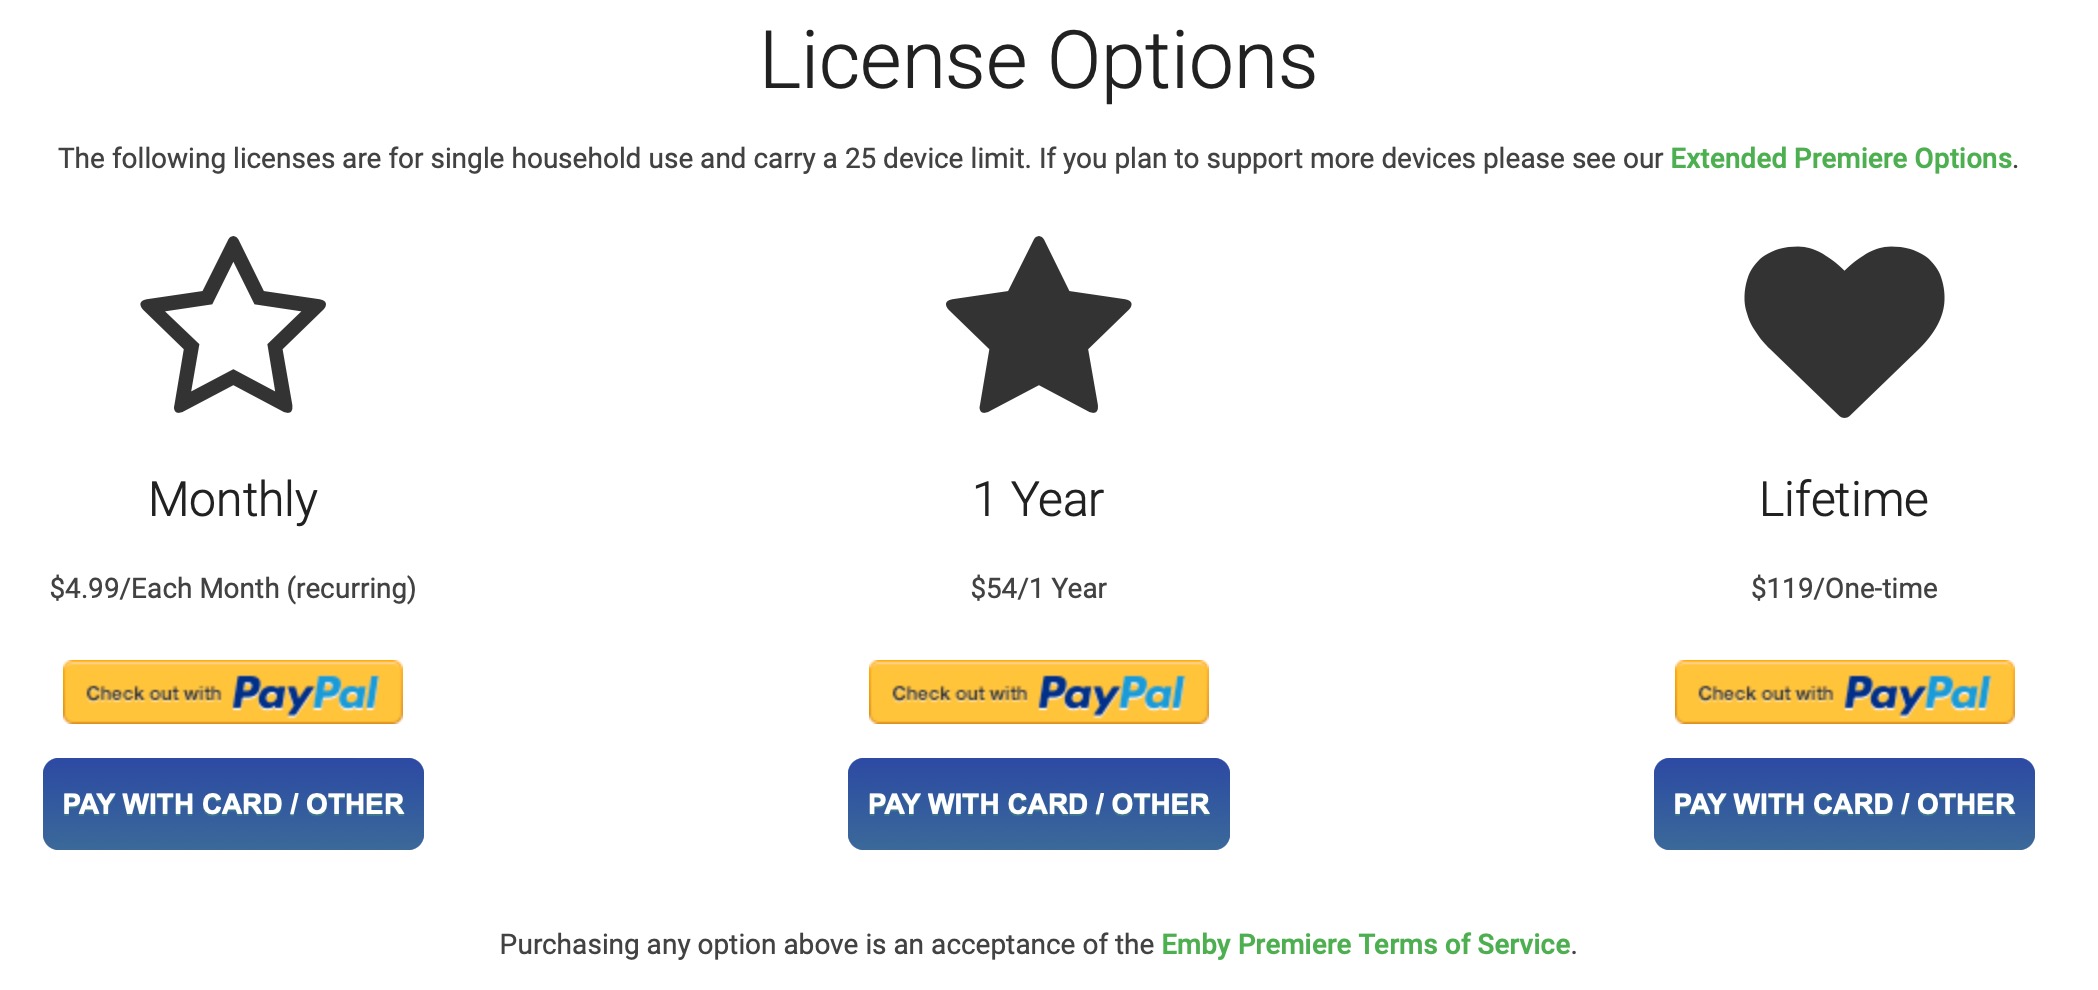 License Options
The following licenses are for single household use and carry a 25 device limit. If you plan to support more devices please see our Extended Premiere Options.
Monthly
$4.99/Each Month (recurring)
Check out with PayPal
PAY WITH CARD / OTHER
1 Year
$54/1 Year
Check out with PayPal
PAY WITH CARD / OTHER
Lifetime
$119/One-time
Check out with PayPal
PAY WITH CARD / OTHER
Purchasing any option above is an acceptance of the Emby Premiere Terms of Service.